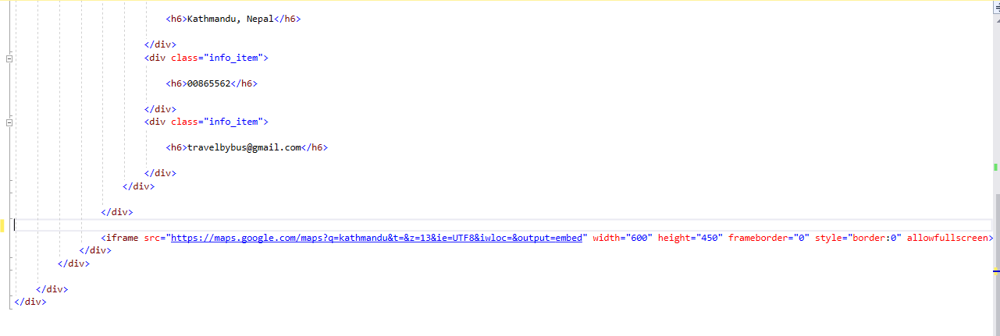 <h6>Kathmandu, Nepal</h6>
</div>
<div class="info_item">
<h6>00865562</h6>
</div>
<div class="info_item">
<h6>travelbybus@gmail.com</h6>
</div>
</div>
</div>
<iframe src="https://maps.google.com/maps?q=kathmandu&t=&z=13&ie=UTF8&iwloc=&output=embed" width="600" height="450" frameborder="0" style="border:0" allowfullscreen>
</div>
</div>
</div>
</div>